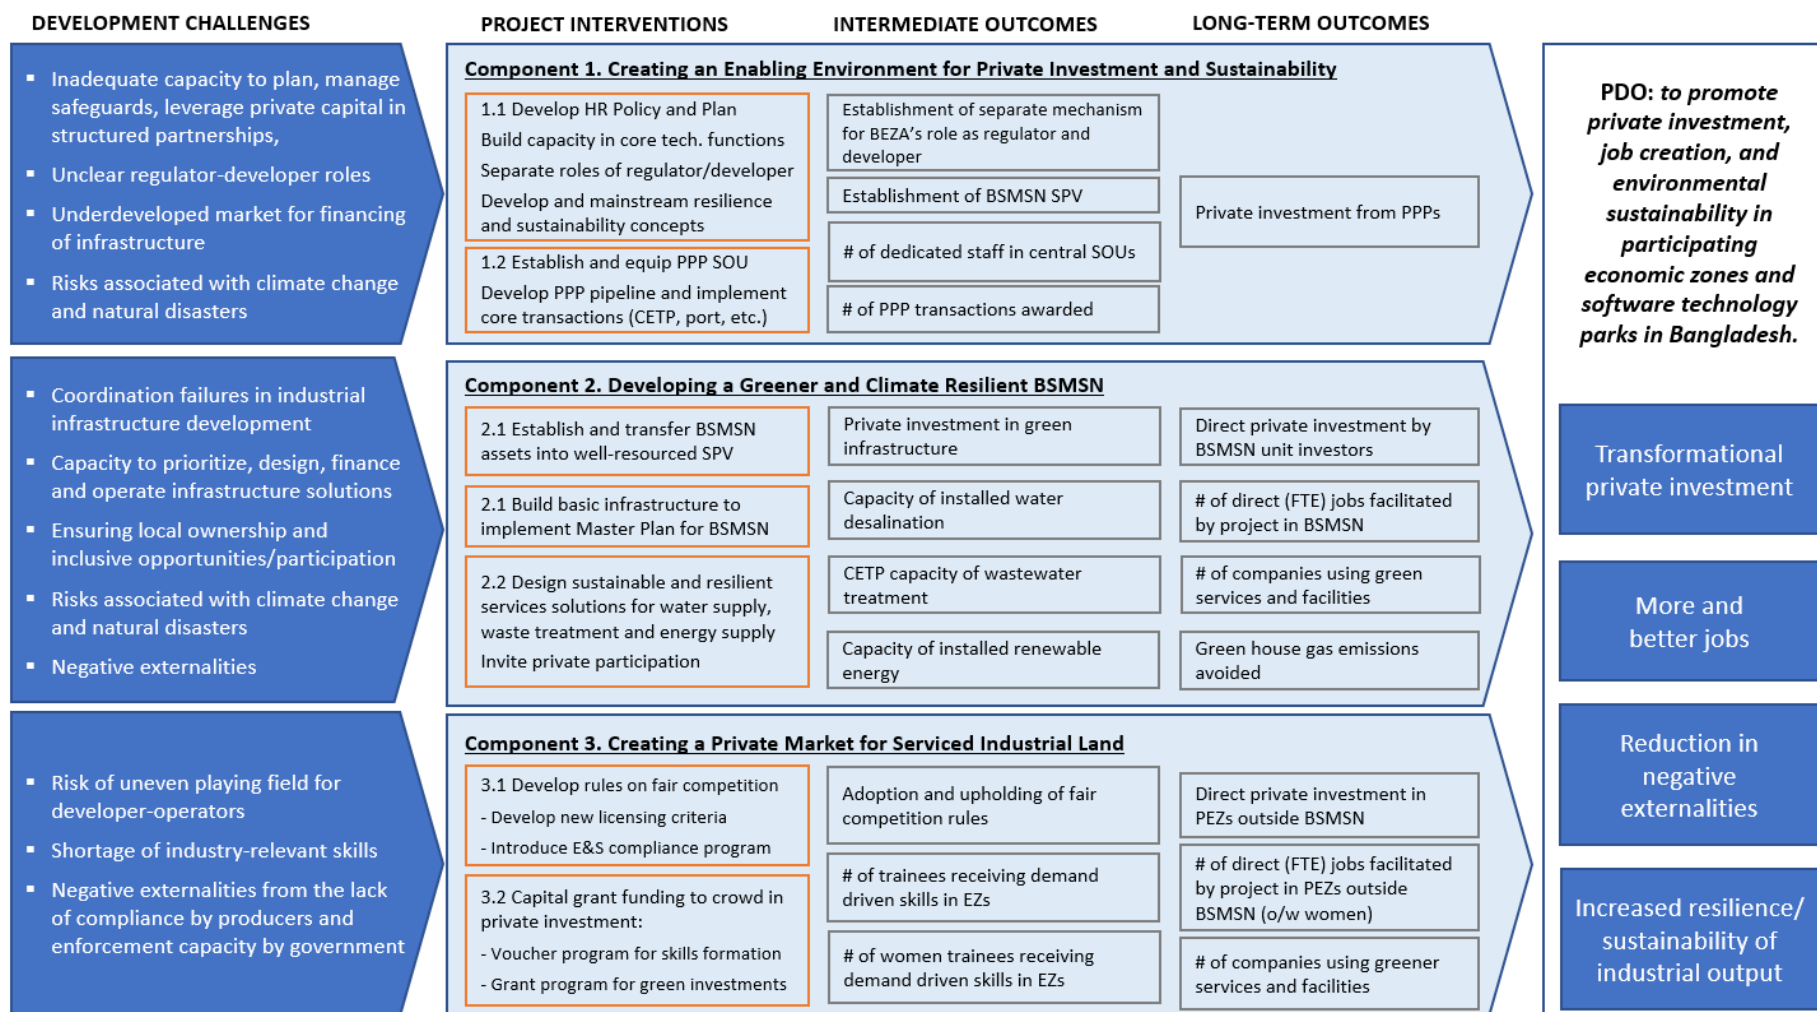 DEVELOPMENT CHALLENGES
PROJECT INTERVENTIONS
INTERMEDIATE OUTCOMES
LONG-TERM OUTCOMES
▪ Inadequate capacity to plan, manage
safeguards, leverage private capital in
structured partnerships,
▪ Unclear regulator-developer roles
▪ Underdeveloped market for financing
of infrastructure
▪ Risks associated with climate change
and natural disasters
Component 1. Creating an Enabling Environment for Private Investment and Sustainability
1.1 Develop HR Policy and Plan
Build capacity in core tech. functions
Separate roles of regulator/developer
Develop and mainstream resilience
and sustainability concepts
1.2 Establish and equip PPP SOU
Develop PPP pipeline and implement
core transactions (CETP, port, etc.)
Establishment of separate mechanism
for BEZA’s role as regulator and
developer
Establishment of BSMSN SPV
# of dedicated staff in central SOUs
# of PPP transactions awarded
Private investment from PPPs
▪ Coordination failures in industrial
infrastructure development
▪ Capacity to prioritize, design, finance
and operate infrastructure solutions
▪ Ensuring local ownership and
inclusive opportunities/participation
▪ Risks associated with climate change
and natural disasters
▪ Negative externalities
Component 2. Developing a Greener and Climate Resilient BSMSN
2.1 Establish and transfer BSMSN
assets into well-resourced SPV
2.1 Build basic infrastructure to
implement Master Plan for BSMSN
2.2 Design sustainable and resilient
services solutions for water supply,
waste treatment and energy supply
Invite private participation
Private investment in green
infrastructure
Capacity of installed water
desalination
CETP capacity of wastewater
treatment
Capacity of installed renewable
energy
Direct private investment by
BSMSN unit investors
# of direct (FTE) jobs facilitated
by project in BSMSN
# of companies using green
services and facilities
Green house gas emissions
avoided
▪ Risk of uneven playing field for
developer-operators
▪ Shortage of industry-relevant skills
▪ Negative externalities from the lack
of compliance by producers and
enforcement capacity by government
Component 3. Creating a Private Market for Serviced Industrial Land
3.1 Develop rules on fair competition
- Develop new licensing criteria
- Introduce E&S compliance program
3.2 Capital grant funding to crowd in
private investment:
- Voucher program for skills formation
- Grant program for green investments
Adoption and upholding of fair
competition rules
# of trainees receiving demand
driven skills in EZs
# of women trainees receiving
demand driven skills in EZs
Direct private investment in
PEZs outside BSMSN
# of direct (FTE) jobs facilitated
by project in PEZs outside
BSMSN (o/w women)
# of companies using greener
services and facilities
PDO: to promote
private investment,
job creation, and
environmental
sustainability in
participating
economic zones and
software technology
parks in Bangladesh.
Transformational
private investment
More and
better jobs
Reduction in
negative
externalities
Increased resilience/
sustainability of
industrial output